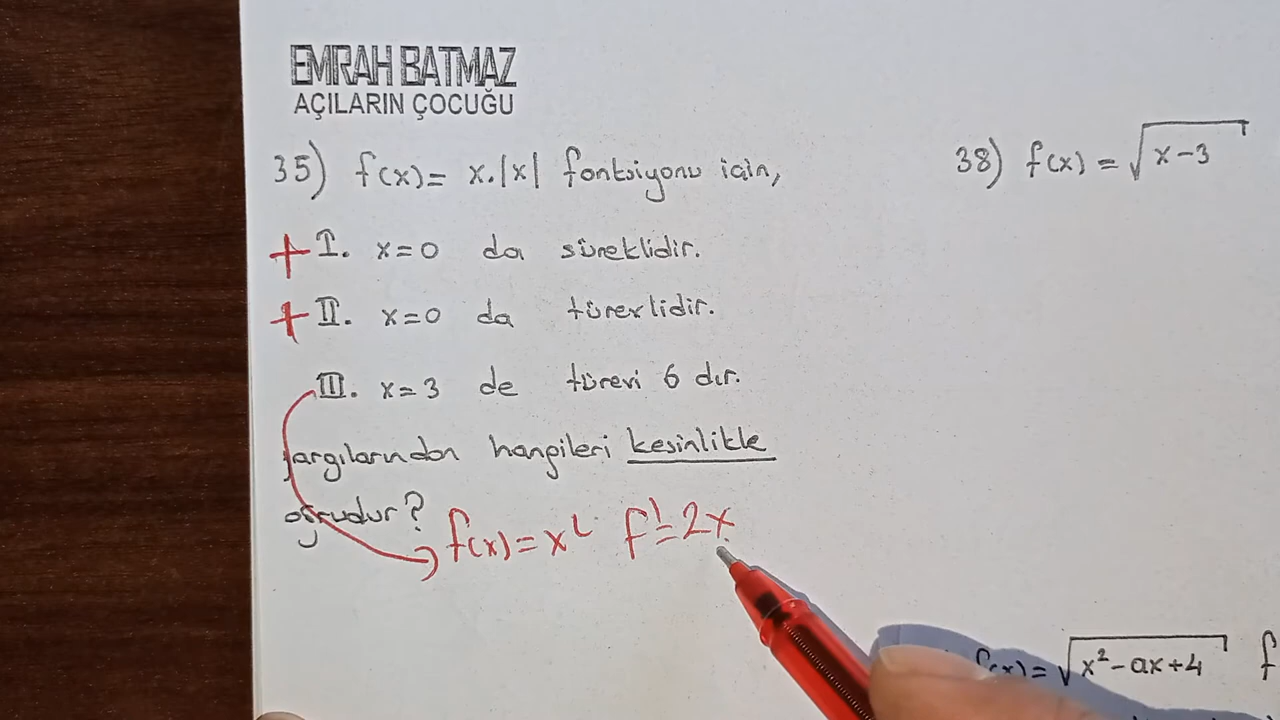 EMRAH BATMAZ
AÇILARIN ÇOCUĞU
35) f(x) = x.|x| fonksiyonu için,
+ I. x=0 da süreklidir.
+ II. x=0 da türevlidir.
III. x=3 de türevi 6 dır.
yargılarından hangileri kesinlikle
doğrudur?
f(x) = x² f' = 2x
38) f(x) = √(x-3)
f(x) = √(x²-ax+4) f